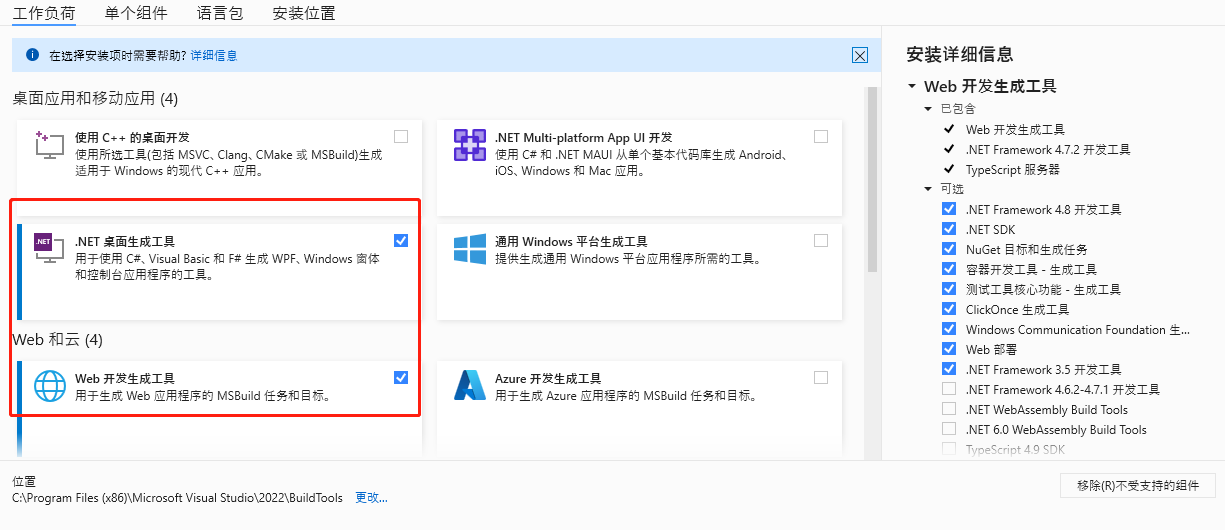 工作负荷 单个组件 语言包 安装位置
在选择安装项时需要帮助? 详细信息
桌面应用和移动应用 (4)
使用 C++ 的桌面开发
使用所选工具(包括 MSVC、Clang、CMake 或 MSBuild)生成
适用于 Windows 的现代 C++ 应用。
.NET Multi-platform App UI 开发
使用 C# 和 .NET MAUI 从单个基本代码库生成 Android、
iOS、Windows 和 Mac 应用。
.NET
.NET 桌面生成工具
用于使用 C#、Visual Basic 和 F# 生成 WPF、Windows 窗体
和控制台应用程序的工具。
通用 Windows 平台生成工具
提供生成通用 Windows 平台应用程序所需的工具。
Web 和云 (4)
Web 开发生成工具
用于生成 Web 应用程序的 MSBuild 任务和目标。
Azure 开发生成工具
用于生成 Azure 应用程序的 MSBuild 任务和目标。
安装详细信息
Web 开发生成工具
已包含
Web 开发生成工具
.NET Framework 4.7.2 开发工具
TypeScript 服务器
可选
.NET Framework 4.8 开发工具
.NET SDK
NuGet 目标和生成任务
容器开发工具 - 生成工具
测试工具核心功能 - 生成工具
ClickOnce 生成工具
Windows Communication Foundation 生...
Web 部署
.NET Framework 3.5 开发工具
.NET Framework 4.6.2-4.7.1 开发工具
.NET WebAssembly Build Tools
.NET 6.0 WebAssembly Build Tools
TypeScript 4.9 SDK
位置
C:\Program Files (x86)\Microsoft Visual Studio\2022\BuildTools 更改...
移除(R)不受支持的组件